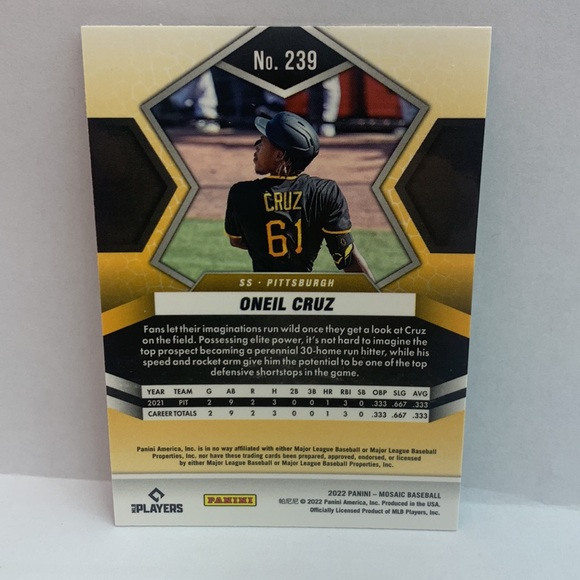 No. 239
CRUZ
61
SS - PITTSBURGH
ONEIL CRUZ
Fans let their imaginations run wild once they get a look at Cruz
on the field. Possessing elite power, it's not hard to imagine the
top prospect becoming a perennial 30-home run hitter, while his
speed and rocket arm give him the potential to be one of the top
defensive shortstops in the game.
YEAR TEAM G AB R H 2B 3B HR RBI SB OBP SLG AVG
2021 PIT 2 9 2 3 0 0 1 3 0 .333 .667 .333
CAREER TOTALS 2 9 2 3 0 0 1 3 0 .333 .667 .333
Panini America, Inc. is in no way affiliated with either Major League Baseball or Major League Baseball
Properties, Inc. nor have these trading cards been prepared, approved, endorsed, or licensed
by either Major League Baseball or Major League Baseball Properties, Inc.
MLB PLAYERS
PANINI
2022 PANINI – MOSAIC BASEBALL
帕尼尼 © 2022 Panini America, Inc. Produced in the USA.
Officially Licensed Product of MLB Players, Inc.